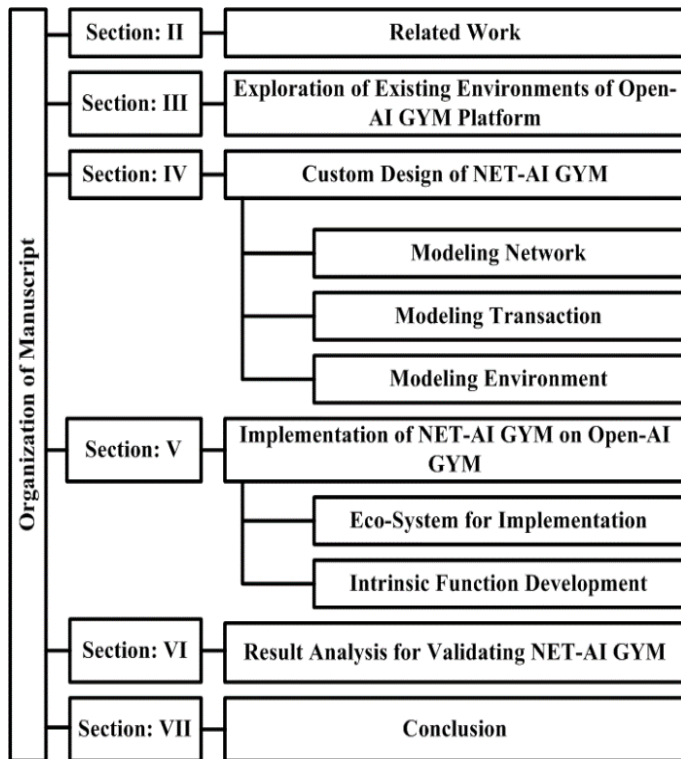 Organization of Manuscript
Section: II
Related Work
Section: III
Exploration of Existing Environments of Open-
AI GYM Platform
Section: IV
Custom Design of NET-AI GYM
Modeling Network
Modeling Transaction
Modeling Environment
Section: V
Implementation of NET-AI GYM on Open-AI
GYM
Eco-System for Implementation
Intrinsic Function Development
Section: VI
Result Analysis for Validating NET-AI GYM
Section: VII
Conclusion